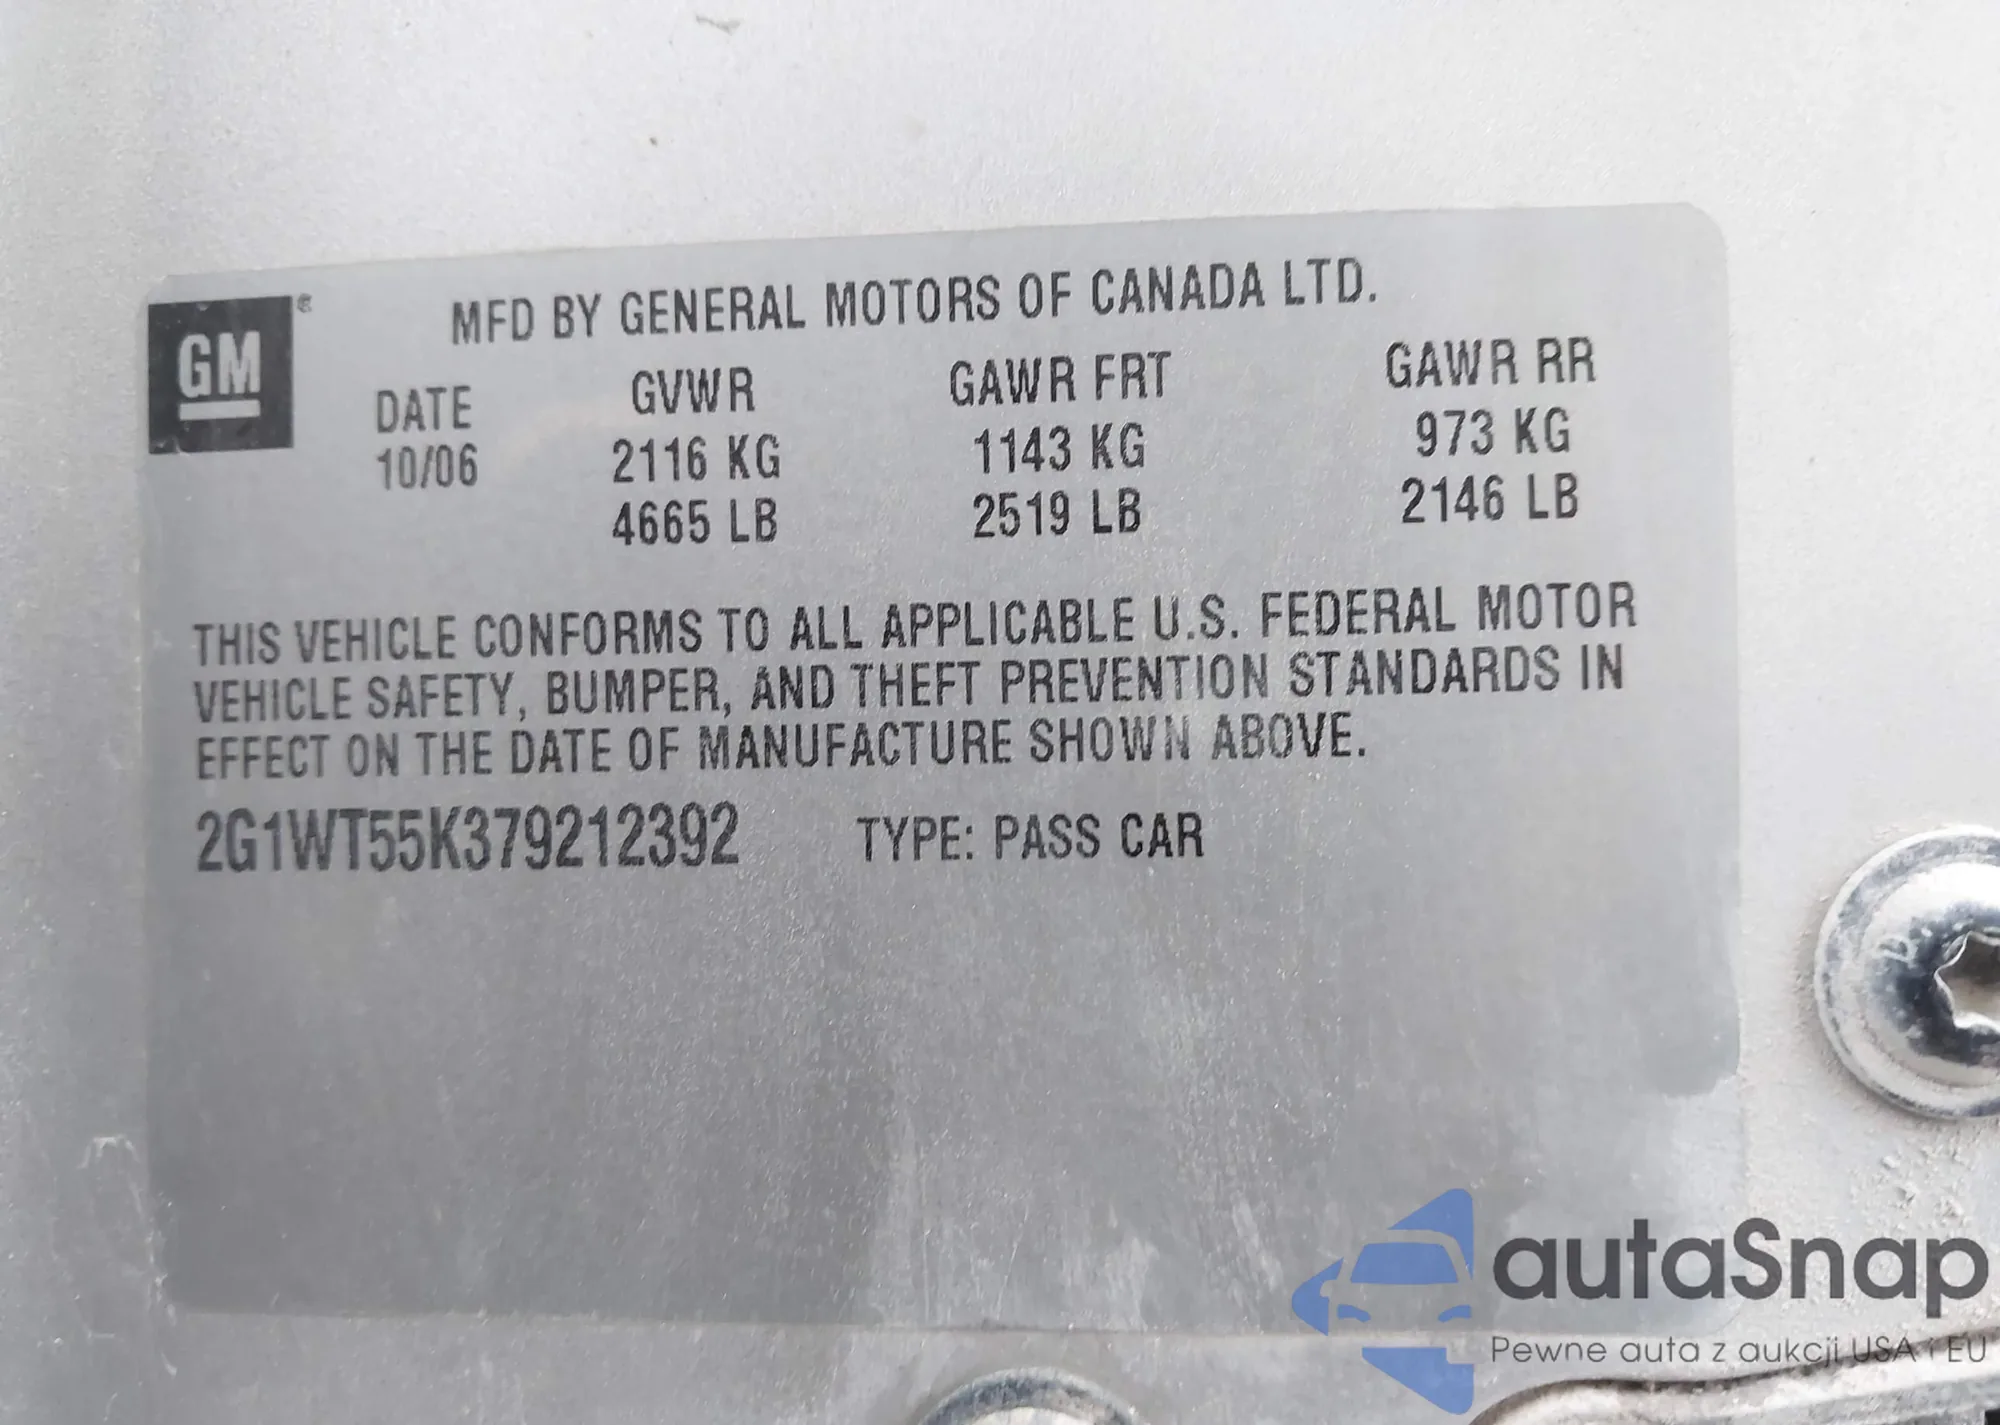 GM®
MFD BY GENERAL MOTORS OF CANADA LTD.
DATE GVWR GAWR FRT GAWR RR
10/06 2116 KG 1143 KG 973 KG
4665 LB 2519 LB 2146 LB
THIS VEHICLE CONFORMS TO ALL APPLICABLE U.S. FEDERAL MOTOR
VEHICLE SAFETY, BUMPER, AND THEFT PREVENTION STANDARDS IN
EFFECT ON THE DATE OF MANUFACTURE SHOWN ABOVE.
2G1WT55K379212392 TYPE: PASS CAR
autaSnap
Pewne auta z aukcji USA i EU